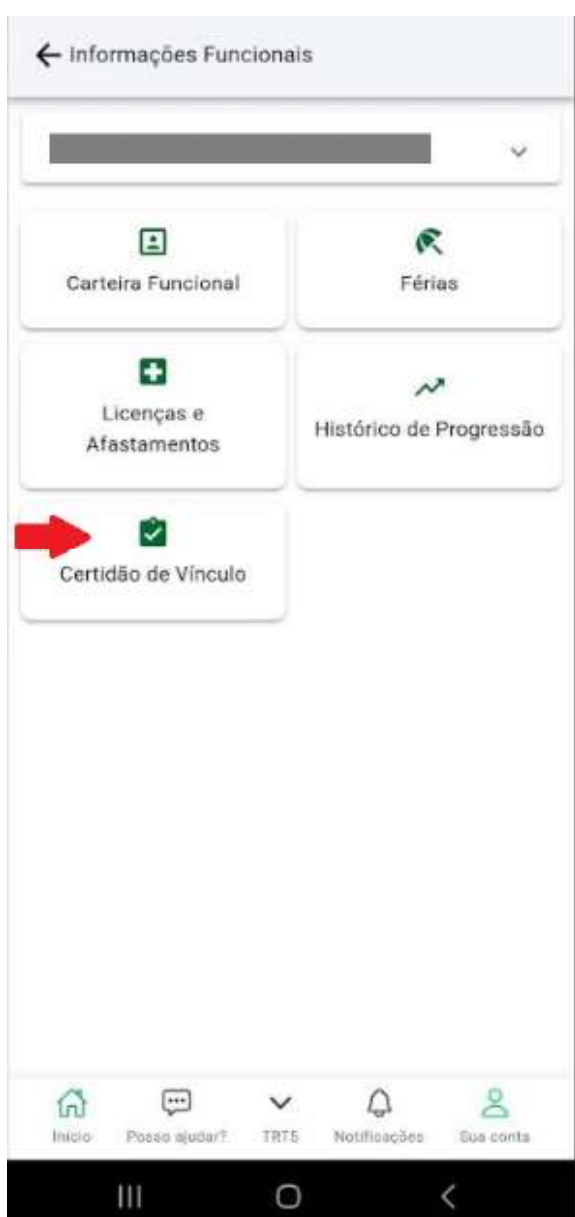 Informações Funcionais
Carteira Funcional
Férias
Licenças e
Afastamentos
Histórico de Progressão
Certidão de Vínculo
Início
Posso ajudar?
TRT5
Notificações
Sua conta